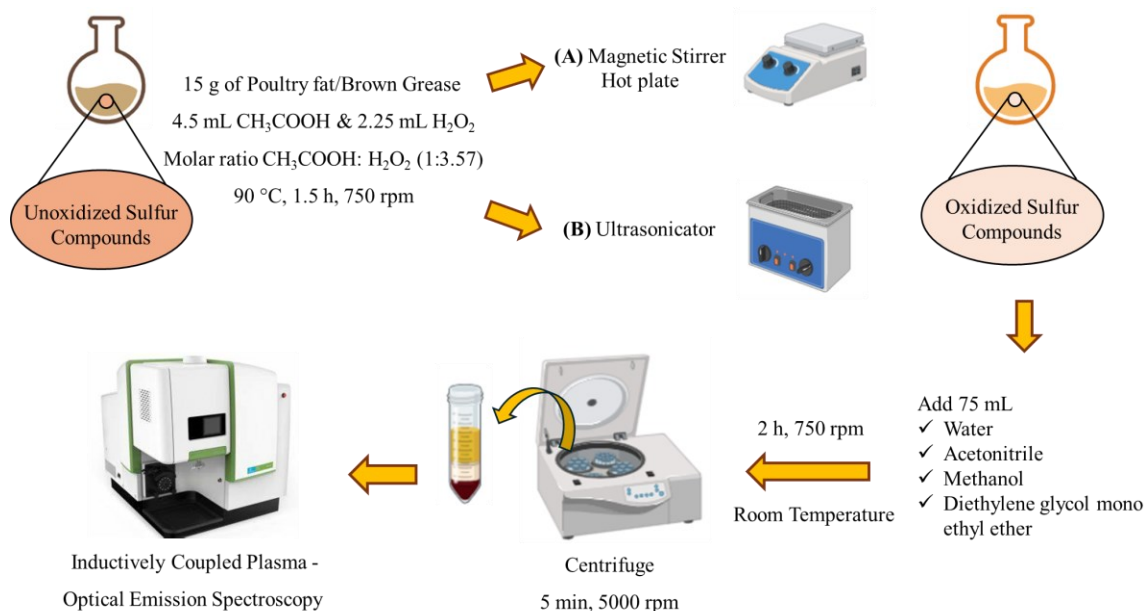 15 g of Poultry fat/Brown Grease
4.5 mL CH₃COOH & 2.25 mL H₂O₂
Molar ratio CH₃COOH: H₂O₂ (1:3.57)
90 °C, 1.5 h, 750 rpm
Unoxidized Sulfur
Compounds
(A) Magnetic Stirrer
Hot plate
(B) Ultrasonicator
Oxidized Sulfur
Compounds
Add 75 mL
✓ Water
✓ Acetonitrile
✓ Methanol
✓ Diethylene glycol mono
ethyl ether
2 h, 750 rpm
Room Temperature
Centrifuge
5 min, 5000 rpm
Inductively Coupled Plasma -
Optical Emission Spectroscopy